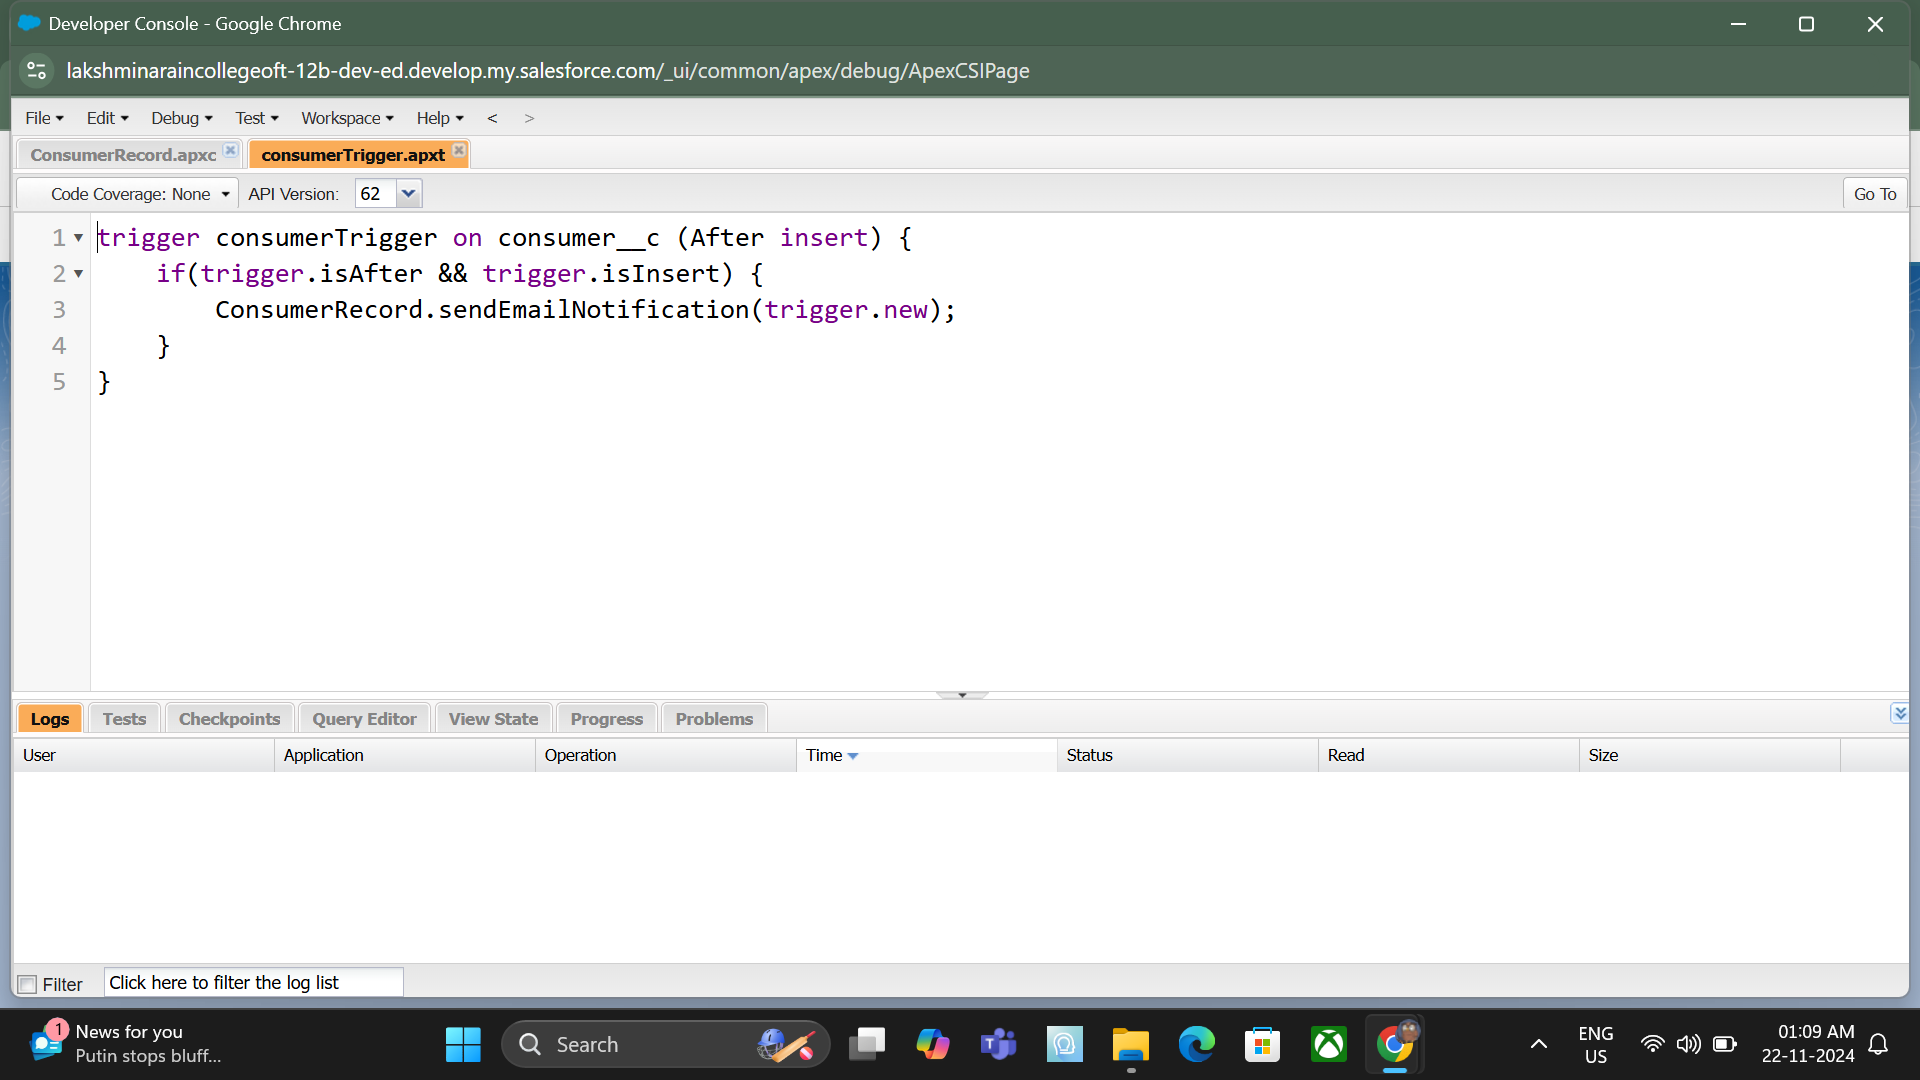 Developer Console - Google Chrome
lakshminaraincollegeoft-12b-dev-ed.develop.my.salesforce.com/_ui/common/apex/debug/ApexCSIPage
File Edit Debug Test Workspace Help < >
ConsumerRecord.apxc consumerTrigger.apxt
Code Coverage: None API Version: 62 Go To
1 trigger consumerTrigger on consumer__c (After insert) {
2 if(trigger.isAfter && trigger.isInsert) {
3 ConsumerRecord.sendEmailNotification(trigger.new);
4 }
5 }
Logs Tests Checkpoints Query Editor View State Progress Problems
User Application Operation Time Status Read Size
Filter Click here to filter the log list
1 News for you
Putin stops bluff...
Search
ENG
US
01:09 AM
22-11-2024